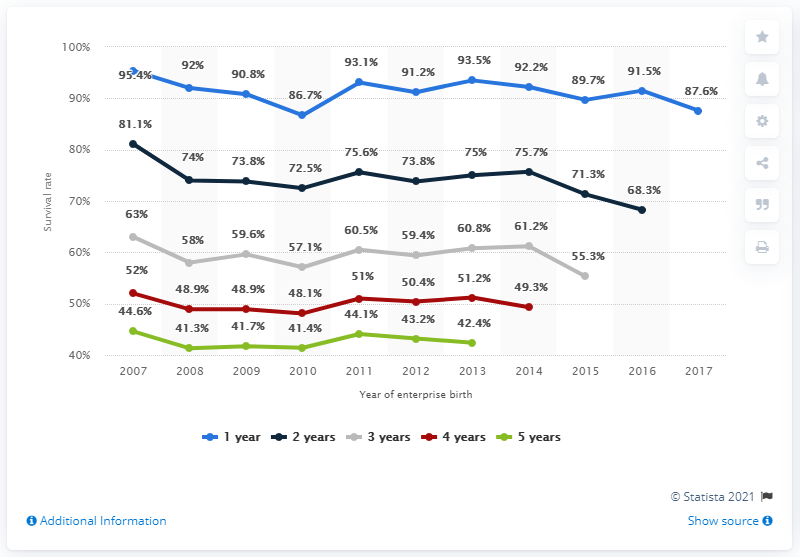 100%
90%
80%
70%
60%
50%
40%
Survival rate
95.4% 92% 90.8% 86.7% 93.1% 91.2% 93.5% 92.2% 89.7% 91.5% 87.6%
81.1% 74% 73.8% 72.5% 75.6% 73.8% 75% 75.7% 71.3% 68.3%
63% 58% 59.6% 57.1% 60.5% 59.4% 60.8% 61.2% 55.3%
52% 48.9% 48.9% 48.1% 51% 50.4% 51.2% 49.3%
44.6% 41.3% 41.7% 41.4% 44.1% 43.2% 42.4%
2007 2008 2009 2010 2011 2012 2013 2014 2015 2016 2017
Year of enterprise birth
1 year 2 years 3 years 4 years 5 years
© Statista 2021
Additional Information
Show source